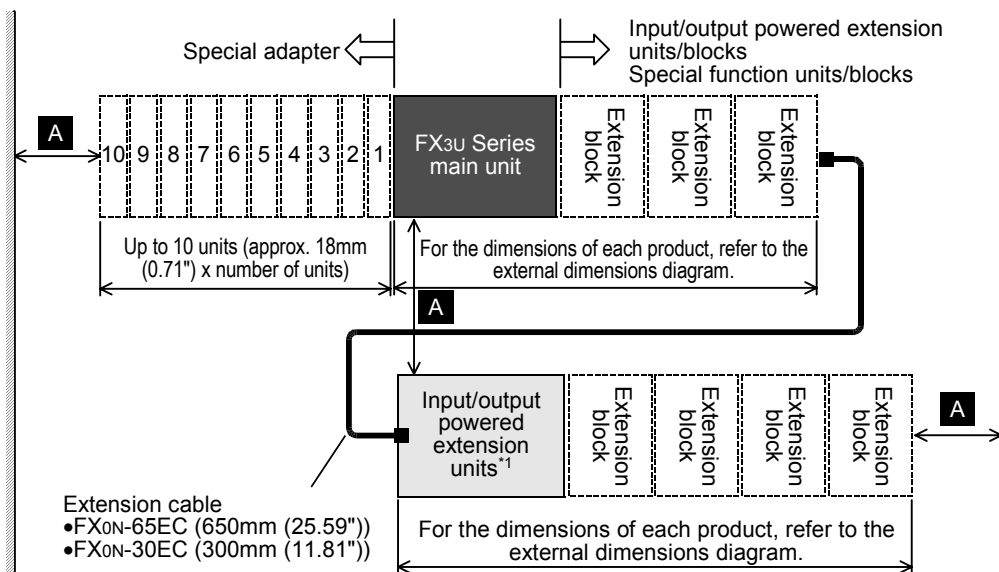 Special adapter
Input/output powered extension
units/blocks
Special function units/blocks
A
10 9 8 7 6 5 4 3 2 1
FX3U Series
main unit
Extension
block
Extension
block
Extension
block
Up to 10 units (approx. 18mm
(0.71") x number of units)
For the dimensions of each product, refer to the
external dimensions diagram.
A
Input/output
powered
extension
units*1
Extension
block
Extension
block
Extension
block
Extension
block
A
Extension cable
•FX0N-65EC (650mm (25.59"))
•FX0N-30EC (300mm (11.81"))
For the dimensions of each product, refer to the
external dimensions diagram.